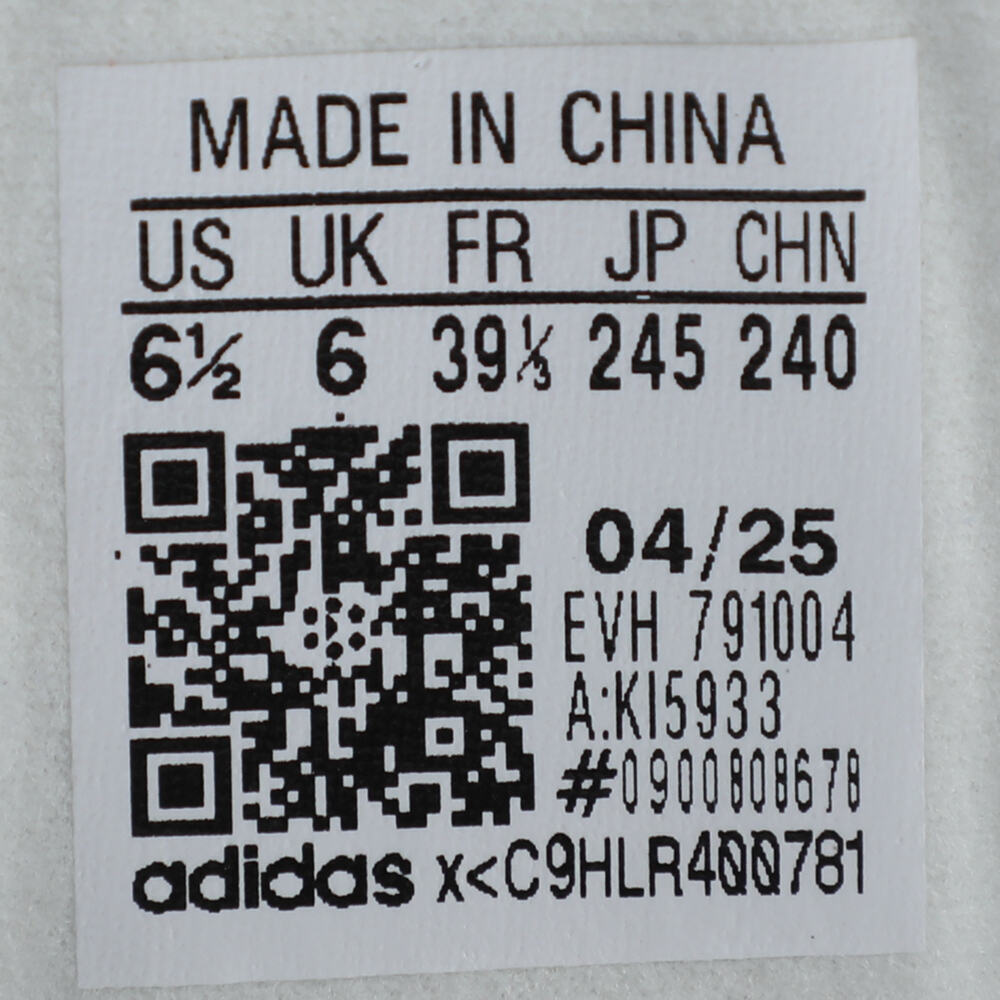 MADE IN CHINA
US UK FR JP CHN
6½ 6 39⅓ 245 240
04/25
EVH 791004
A:KI5933
#0900808678
adidas x<C9HLR400781